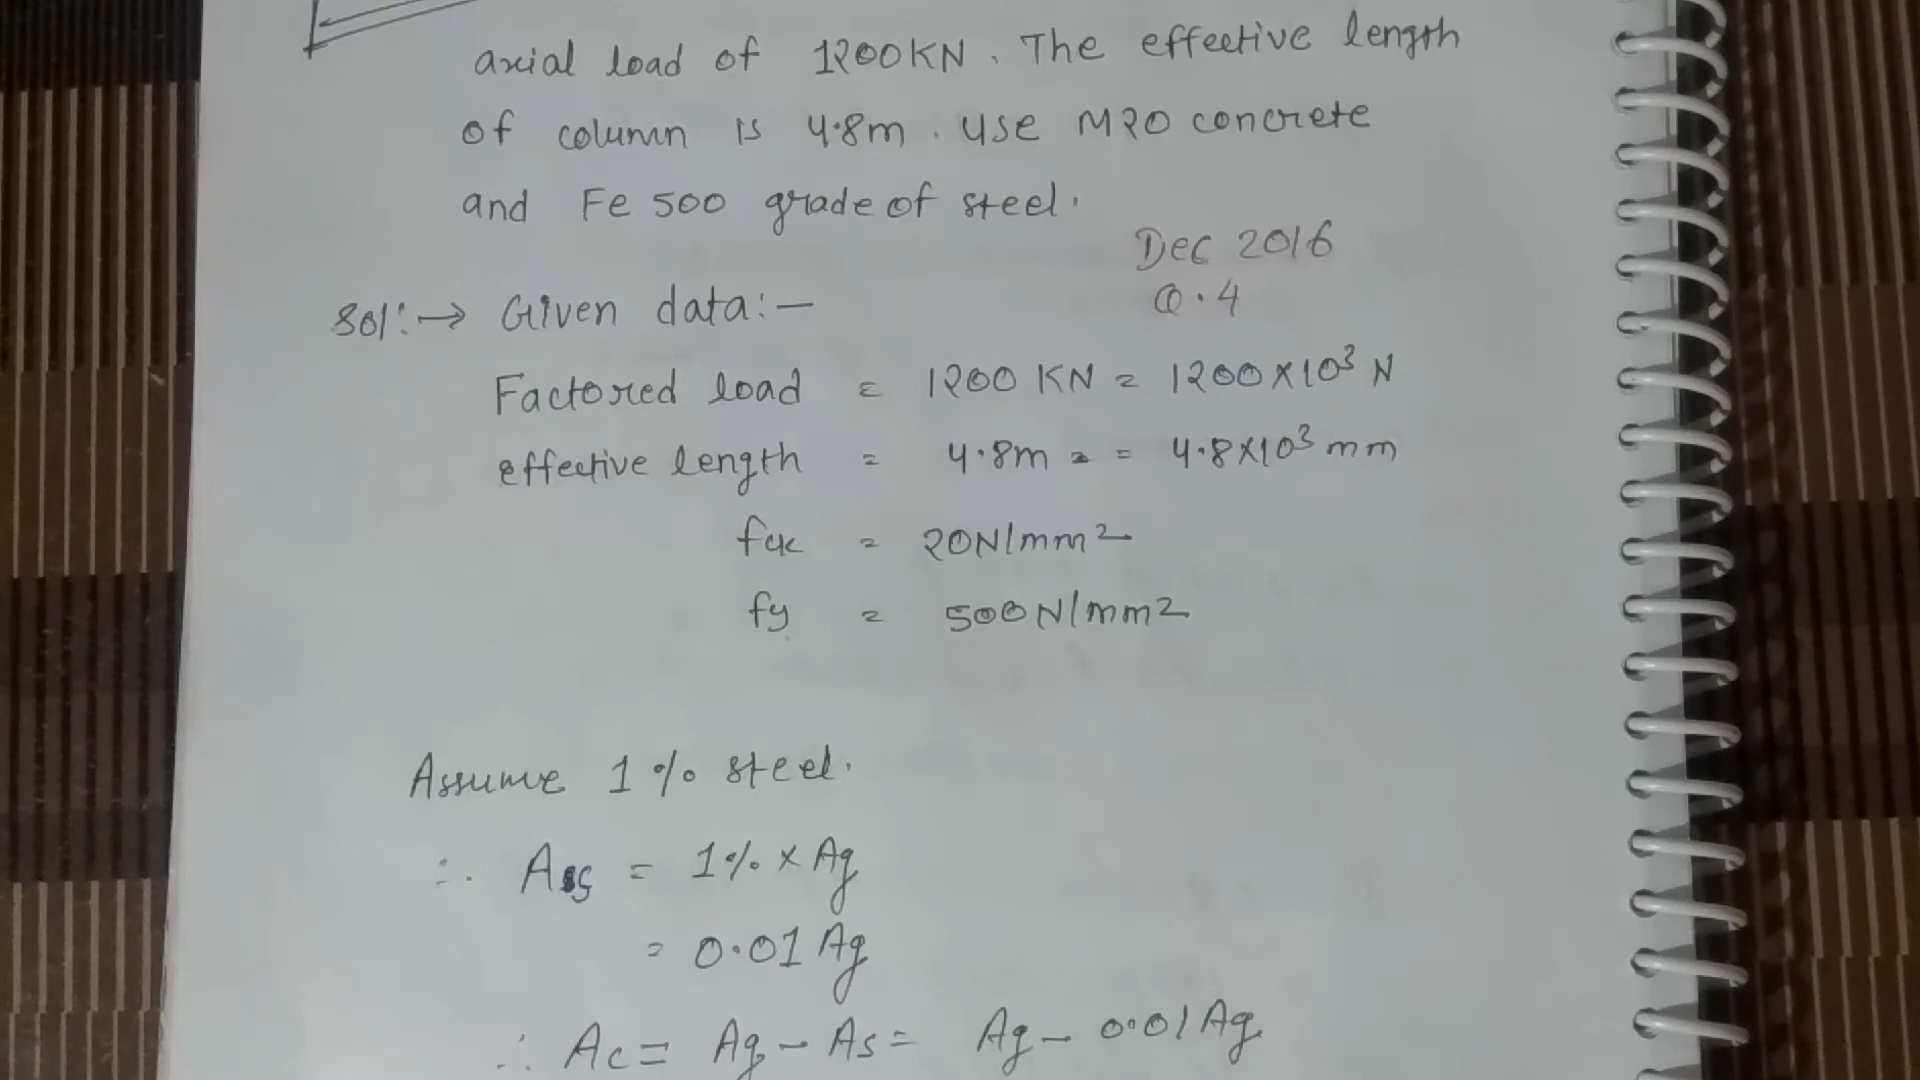 axial load of 1200KN. The effective length
of column is 4.8m. Use M20 concrete
and Fe 500 grade of steel.
Dec 2016
Q.4
Sol:→ Given data:-
Factored load = 1200 KN = 1200×10³ N
effective length = 4.8m = = 4.8×10³ mm
fck = 20N/mm²
fy = 500N/mm2
Assume 1% steel.
∴ Asc = 1% × Ag
= 0.01 Ag
∴ Ac = Ag - As = Ag - 0.01 Ag